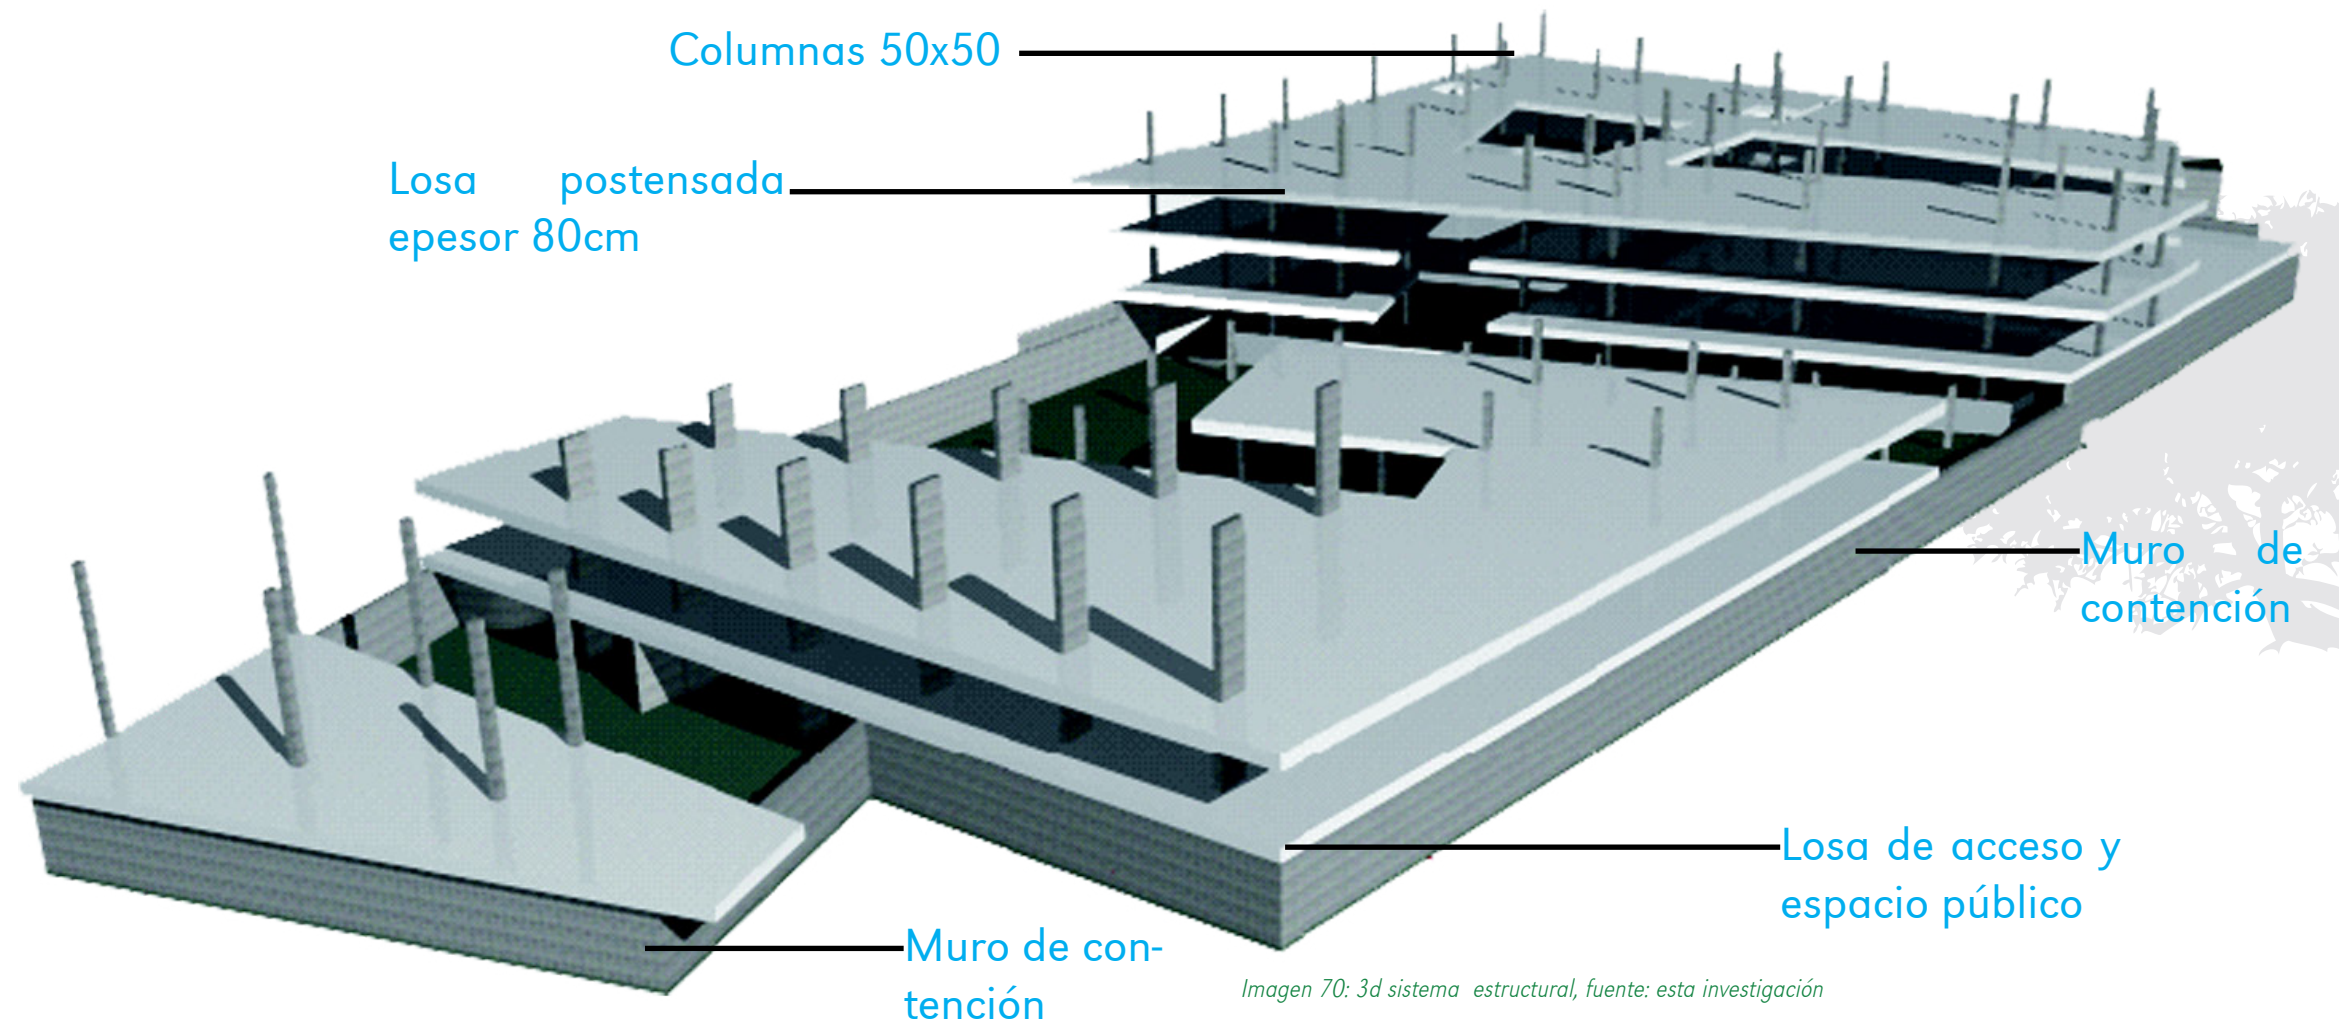 Columnas 50x50
Losa postensada
epesor 80cm
Muro de
contención
Losa de acceso y
espacio público
Muro de con-
tención
Imagen 70: 3d sistema estructural, fuente: esta investigación